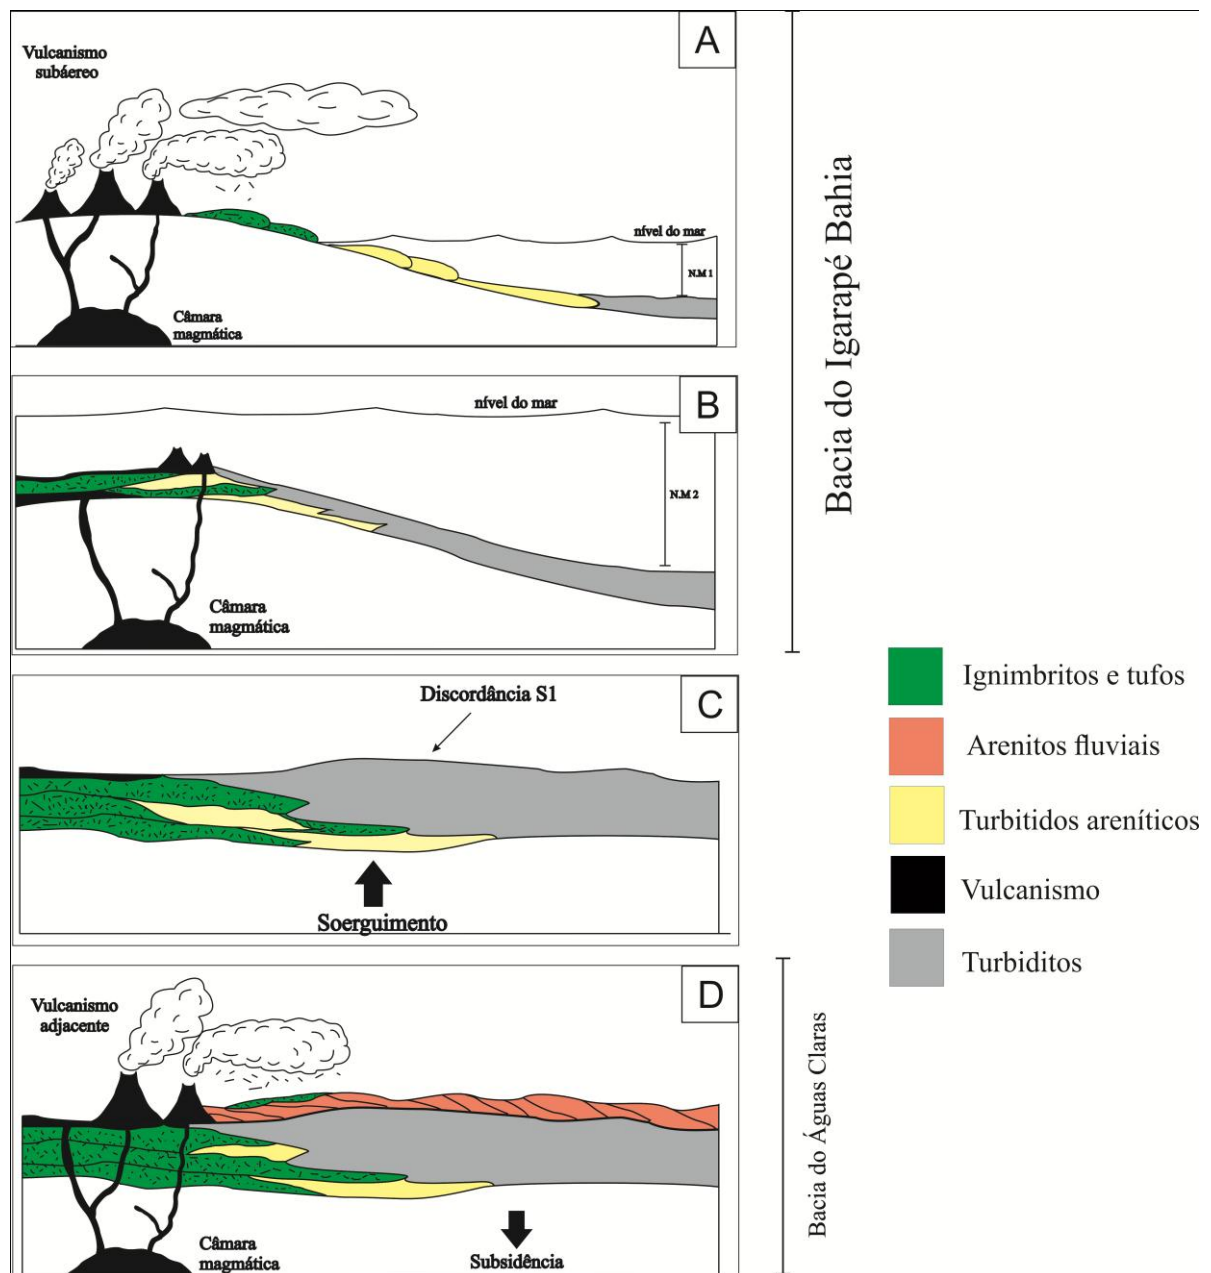 A
Vulcanismo
subáereo
nível do mar
N.M 1
Câmara
magmática
B
nível do mar
N.M 2
Câmara
magmática
Bacia do Igarapé Bahia
C
Discordância S1
Soerguimento
Ignimbritos e tufos
Arenitos fluviais
Turbitidos areníticos
Vulcanismo
Turbiditos
D
Vulcanismo
adjacente
Câmara
magmática
Subsidência
Bacia do Águas Claras